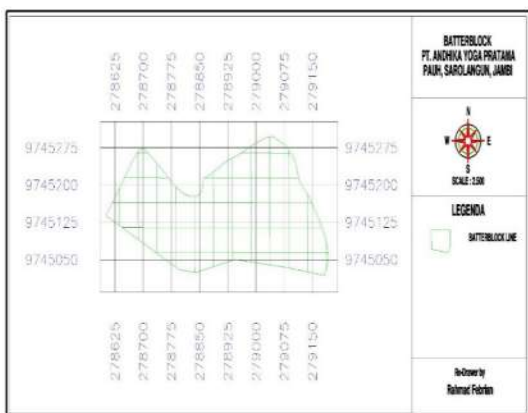 278625
278700
278775
278850
278925
279000
279075
279150
9745275 9745275
9745200 9745200
9745125 9745125
9745050 9745050
278625
278700
278775
278850
278925
279000
279075
279150
BATTERBLOCK
PT. ANDHIKA YOGA PRATAMA
PAUH, SAROLANGUN, JAMBI
N
W E
S
SCALE : 2.500
LEGENDA
BATTERBLOCK LINE
Re-Drawer by
Rahmad Febrian